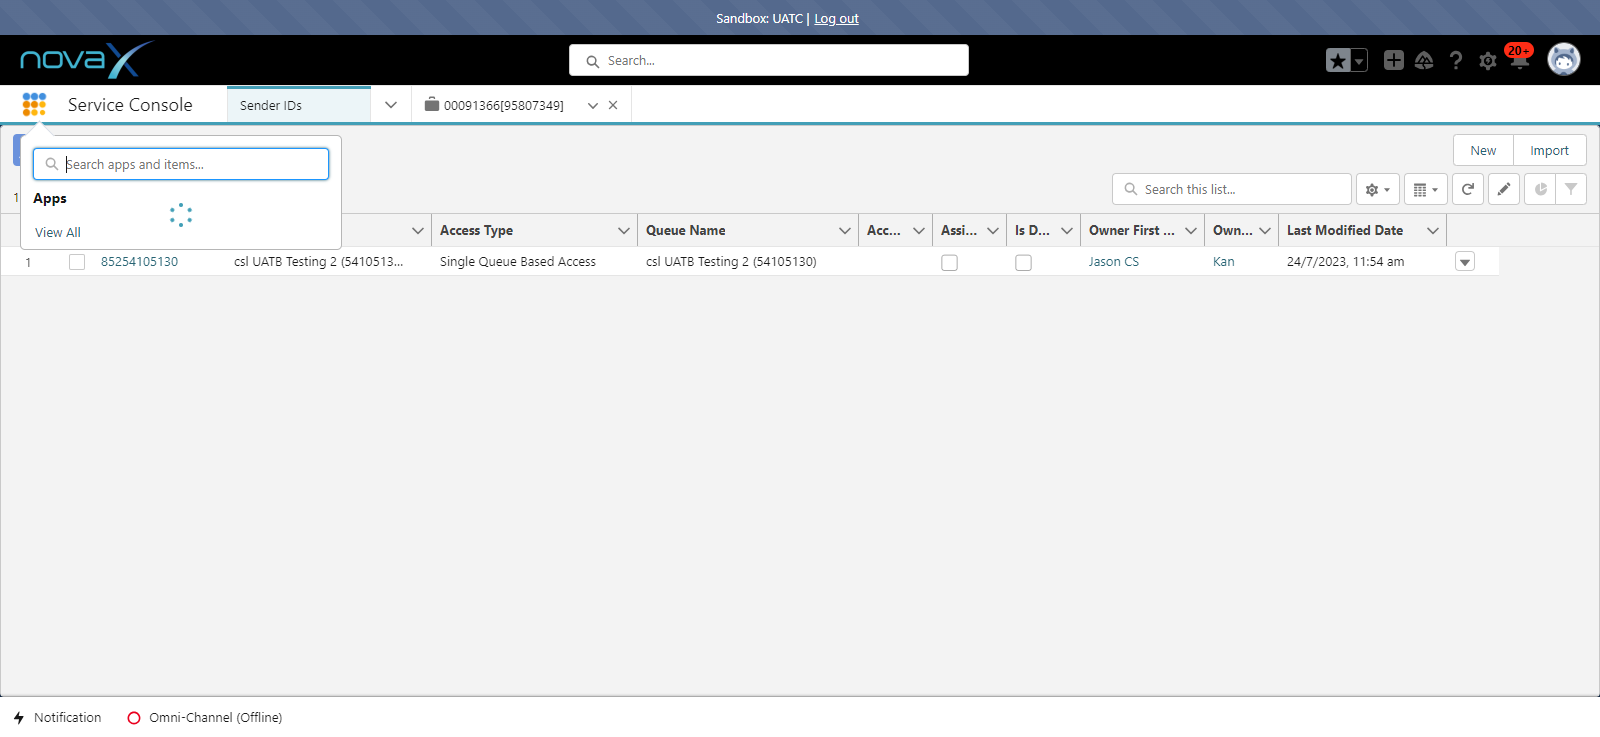 Sandbox: UATC | Log out
novaX
Search...
20+
Service Console
Sender IDs
00091366[95807349]
Search apps and items...
Apps
View All
New
Import
1
Search this list...
Access Type
Queue Name
Acc...
Assi...
Is D...
Owner First ...
Own...
Last Modified Date
1
85254105130
csl UATB Testing 2 (5410513...
Single Queue Based Access
csl UATB Testing 2 (54105130)
Jason CS
Kan
24/7/2023, 11:54 am
Notification
Omni-Channel (Offline)